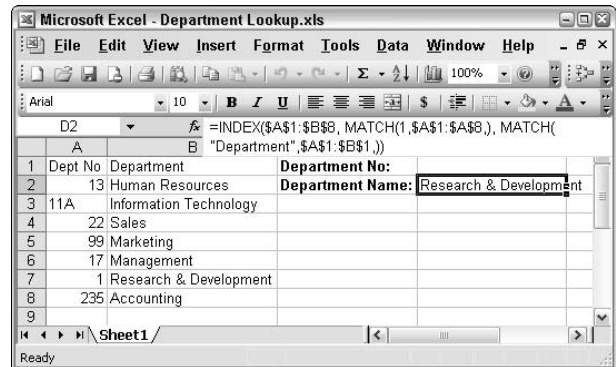 Microsoft Excel - Department Lookup.xls
File Edit View Insert Format Tools Data Window Help
100%
Arial 10 B I U $ A
D2 fx =INDEX($A$1:$B$8, MATCH(1,$A$1:$A$8,), MATCH(
A B "Department",$A$1:$B$1,))
1 Dept No Department Department No:
2 13 Human Resources Department Name: Research & Development
3 11A Information Technology
4 22 Sales
5 99 Marketing
6 17 Management
7 1 Research & Development
8 235 Accounting
9
Sheet1
Ready